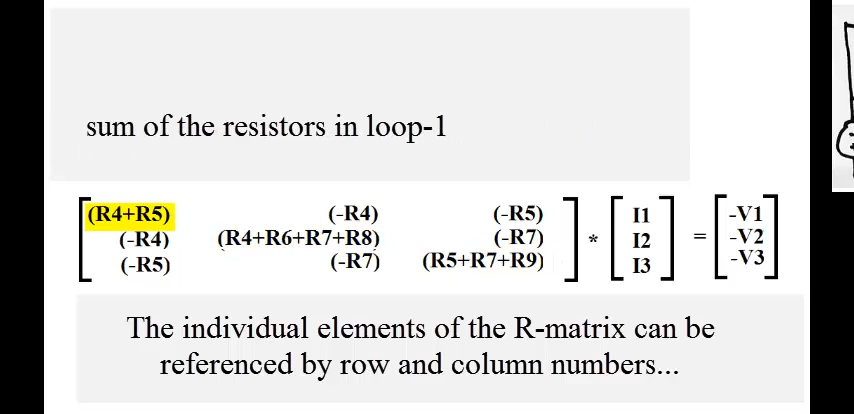 sum of the resistors in loop-1
(R4+R5) (-R4) (-R5) I1 -V1
(-R4) (R4+R6+R7+R8) (-R7) * I2 = -V2
(-R5) (-R7) (R5+R7+R9) I3 -V3
The individual elements of the R-matrix can be
referenced by row and column numbers...